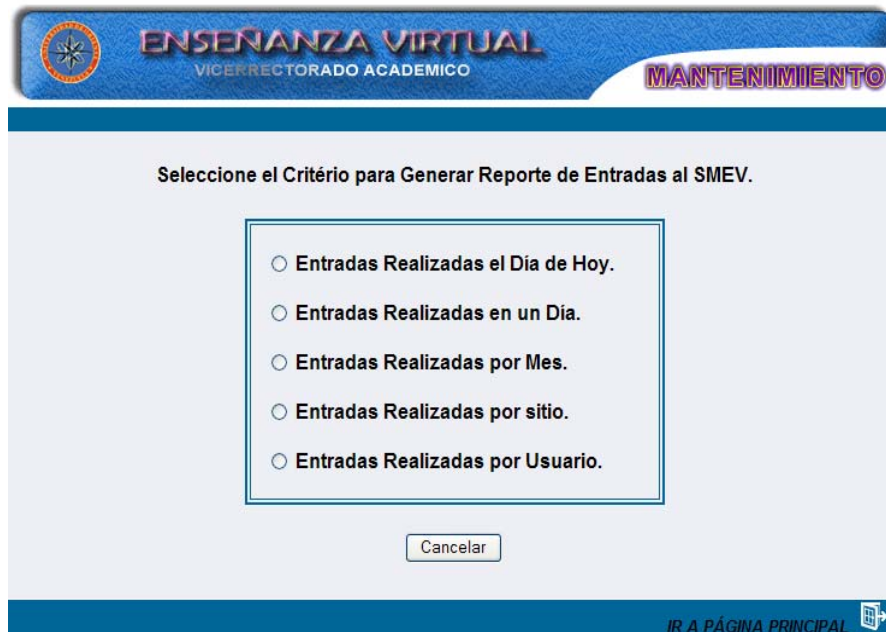 ENSEÑANZA VIRTUAL
VICERRECTORADO ACADEMICO
MANTENIMIENTO
Seleccione el Critério para Generar Reporte de Entradas al SMEV.
Entradas Realizadas el Día de Hoy.
Entradas Realizadas en un Día.
Entradas Realizadas por Mes.
Entradas Realizadas por sitio.
Entradas Realizadas por Usuario.
Cancelar
IR A PÁGINA PRINCIPAL